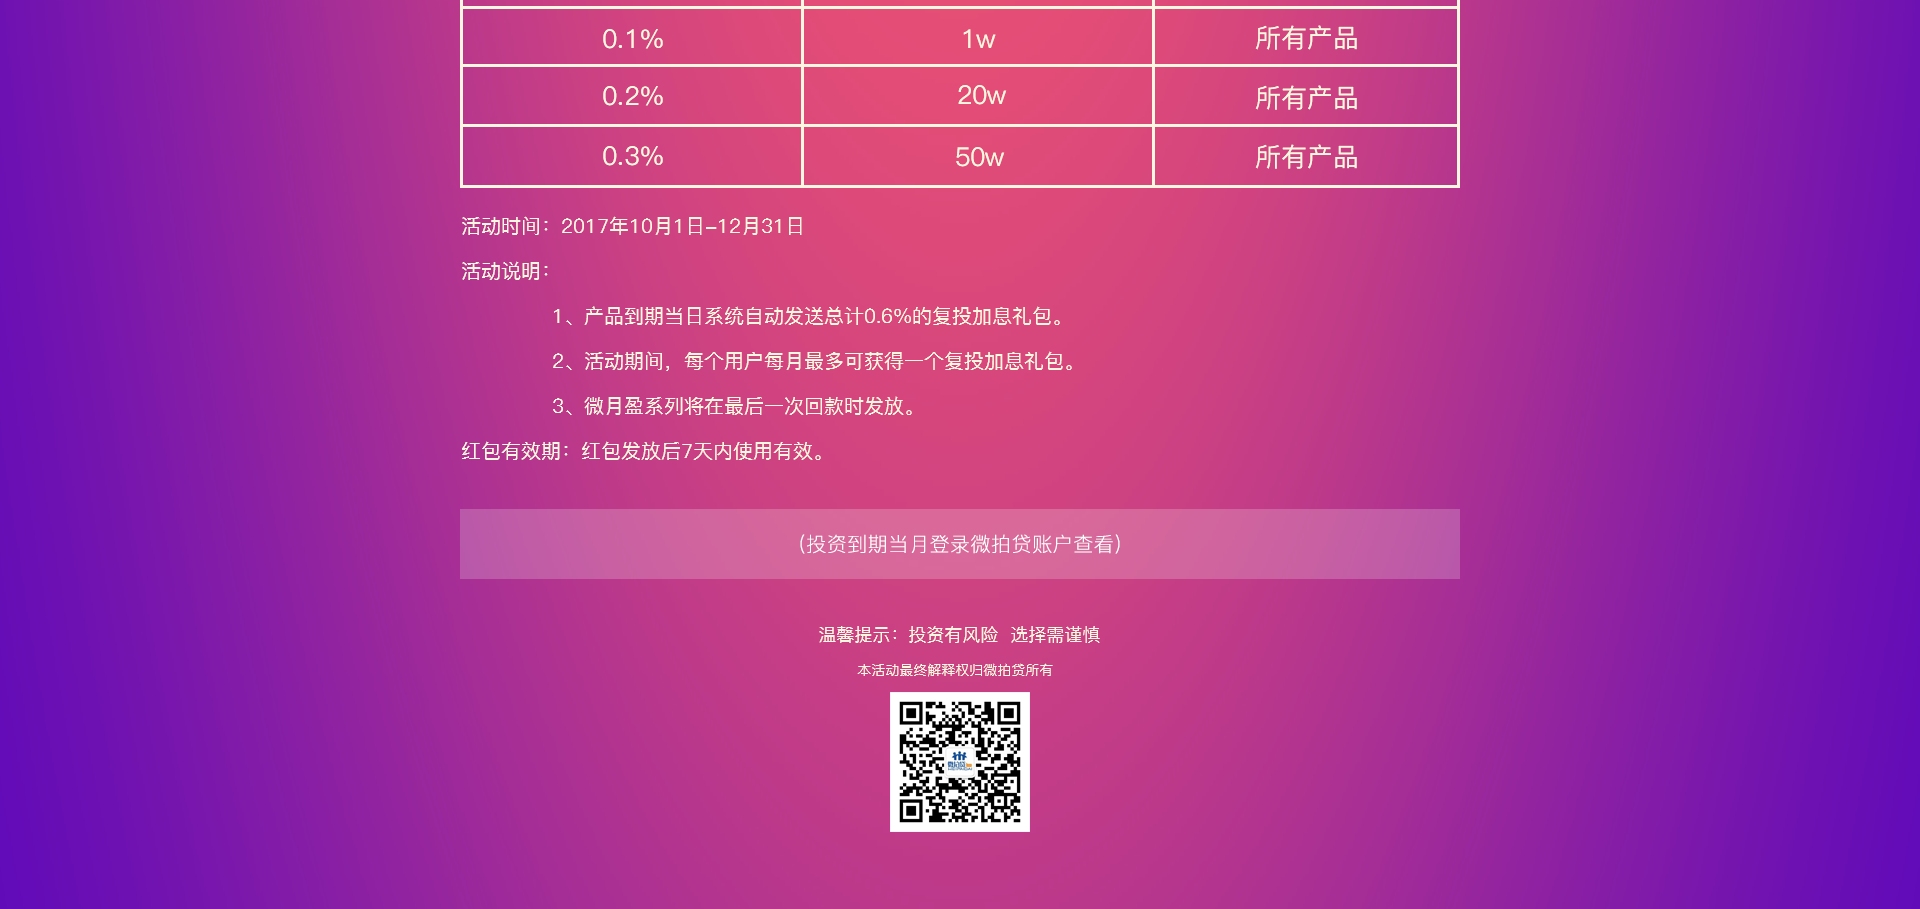 0.1% 1w 所有产品
0.2% 20w 所有产品
0.3% 50w 所有产品
活动时间：2017年10月1日-12月31日
活动说明：
1、产品到期当日系统自动发送总计0.6%的复投加息礼包。
2、活动期间，每个用户每月最多可获得一个复投加息礼包。
3、微月盈系列将在最后一次回款时发放。
红包有效期：红包发放后7天内使用有效。
（投资到期当月登录微拍贷账户查看）
温馨提示：投资有风险 选择需谨慎
本活动最终解释权归微拍贷所有